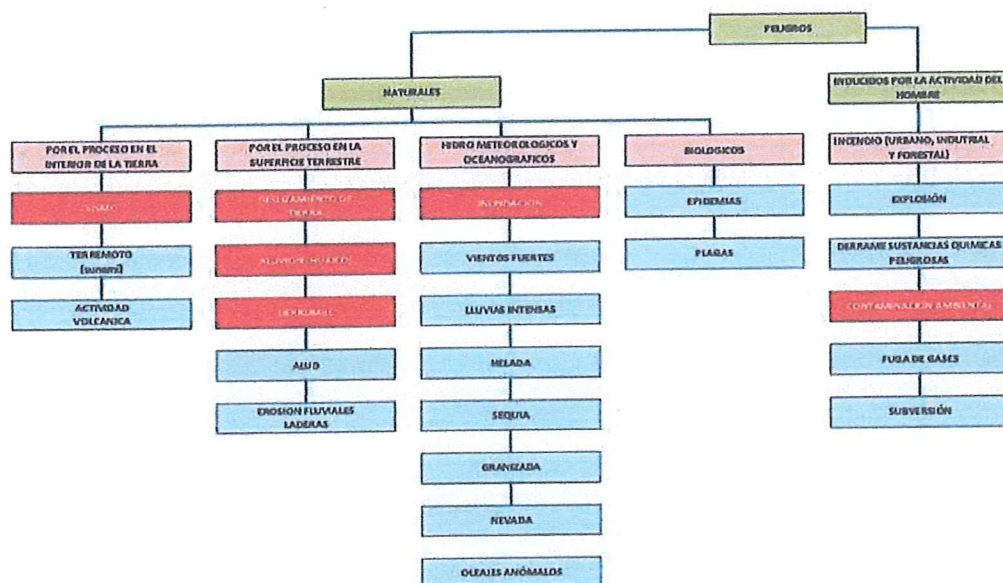 PELIGROS
NATURALES
INDUCIDOS POR LA ACTIVIDAD DEL
HOMBRE
POR EL PROCESO EN EL
INTERIOR DE LA TIERRA
POR EL PROCESO EN LA
SUPERFICIE TERRESTRE
HIDRO METEOROLOGICOS Y
OCEANOGRAFICOS
BIOLOGICOS
INCENDIO (URBANO, INDUTRIAL
Y FORESTAL)
SISMO
DESLIZAMIENTO DE
TIERRA
INUNDACIÓN
EPIDEMIAS
EXPLOSIÓN
TERREMOTO
(sunami)
VIENTOS FUERTES
PLAGAS
DERRAME SUSTANCIAS QUIMICAS
PELIGROSAS
ACTIVIDAD
VOLCANICA
DERRUMBE
LLUVIAS INTENSAS
CONTAMINACIÓN AMBIENTAL
ALUD
HELADA
FUGA DE GASES
EROSION FLUVIALES
LADERAS
SEQUIA
SUBVERSIÓN
GRANIZADA
NEVADA
OLEAJES ANÓMALOS